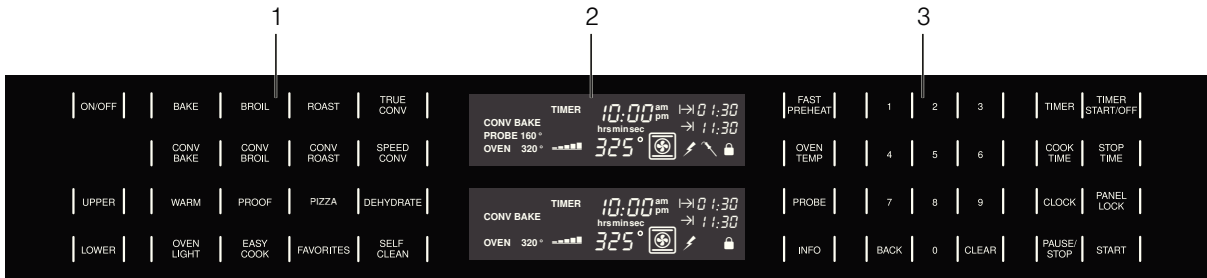 1 2 3
ON/OFF BAKE BROIL ROAST TRUE CONV
CONV BAKE CONV BROIL CONV ROAST SPEED CONV
UPPER WARM PROOF PIZZA DEHYDRATE
LOWER OVEN LIGHT EASY COOK FAVORITES SELF CLEAN
TIMER 10:00 am pm 01:30
CONV BAKE hrs min sec 11:30
PROBE 160°
OVEN 320° 325°
TIMER 10:00 am pm 01:30
CONV BAKE hrs min sec 11:30
OVEN 320° 325°
FAST PREHEAT 1 2 3 TIMER TIMER START/OFF
OVEN TEMP 4 5 6 COOK TIME STOP TIME
PROBE 7 8 9 CLOCK PANEL LOCK
INFO BACK 0 CLEAR PAUSE/ STOP START